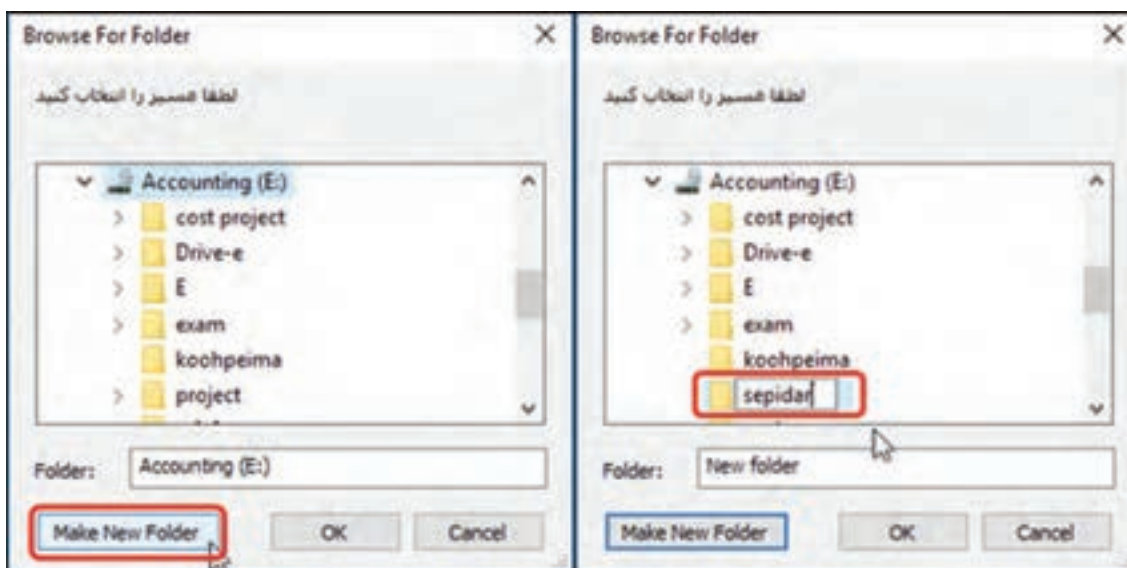 Browse For Folder
لطفا مسیر را انتخاب کنید
Accounting (E:)
cost project
Drive-e
E
exam
koohpeima
project
Folder:
Accounting (E:)
Make New Folder
OK
Cancel
Browse For Folder
لطفا مسیر را انتخاب کنید
Accounting (E:)
cost project
Drive-e
E
exam
koohpeima
sepidar
Folder:
New folder
Make New Folder
OK
Cancel